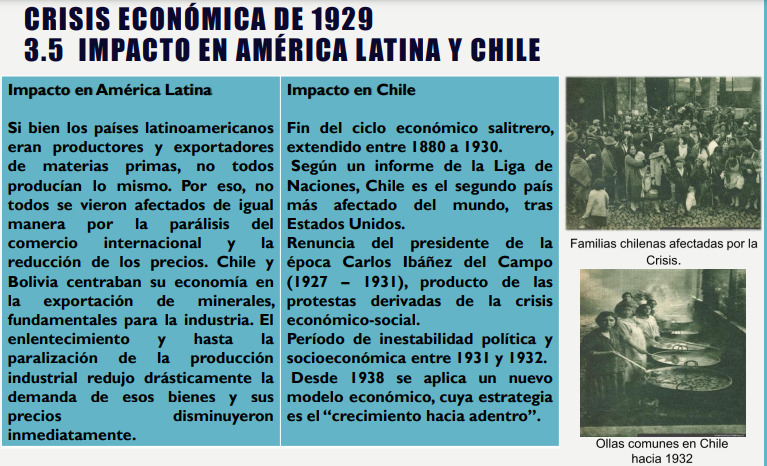 CRISIS ECONÓMICA DE 1929
3.5 IMPACTO EN AMÉRICA LATINA Y CHILE
Impacto en América Latina
Si bien los países latinoamericanos
eran productores y exportadores
de materias primas, no todos
producían lo mismo. Por eso, no
todos se vieron afectados de igual
manera por la parálisis del
comercio internacional y la
reducción de los precios. Chile y
Bolivia centraban su economía en
la exportación de minerales,
fundamentales para la industria. El
enlentecimiento y hasta la
paralización de la producción
industrial redujo drásticamente la
demanda de esos bienes y sus
precios disminuyeron
inmediatamente.
Impacto en Chile
Fin del ciclo económico salitrero,
extendido entre 1880 a 1930.
Según un informe de la Liga de
Naciones, Chile es el segundo país
más afectado del mundo, tras
Estados Unidos.
Renuncia del presidente de la
época Carlos Ibáñez del Campo
(1927 – 1931), producto de las
protestas derivadas de la crisis
económico-social.
Período de inestabilidad política y
socioeconómica entre 1931 y 1932.
Desde 1938 se aplica un nuevo
modelo económico, cuya estrategia
es el “crecimiento hacia adentro”.
Familias chilenas afectadas por la
Crisis.
Ollas comunes en Chile
hacia 1932